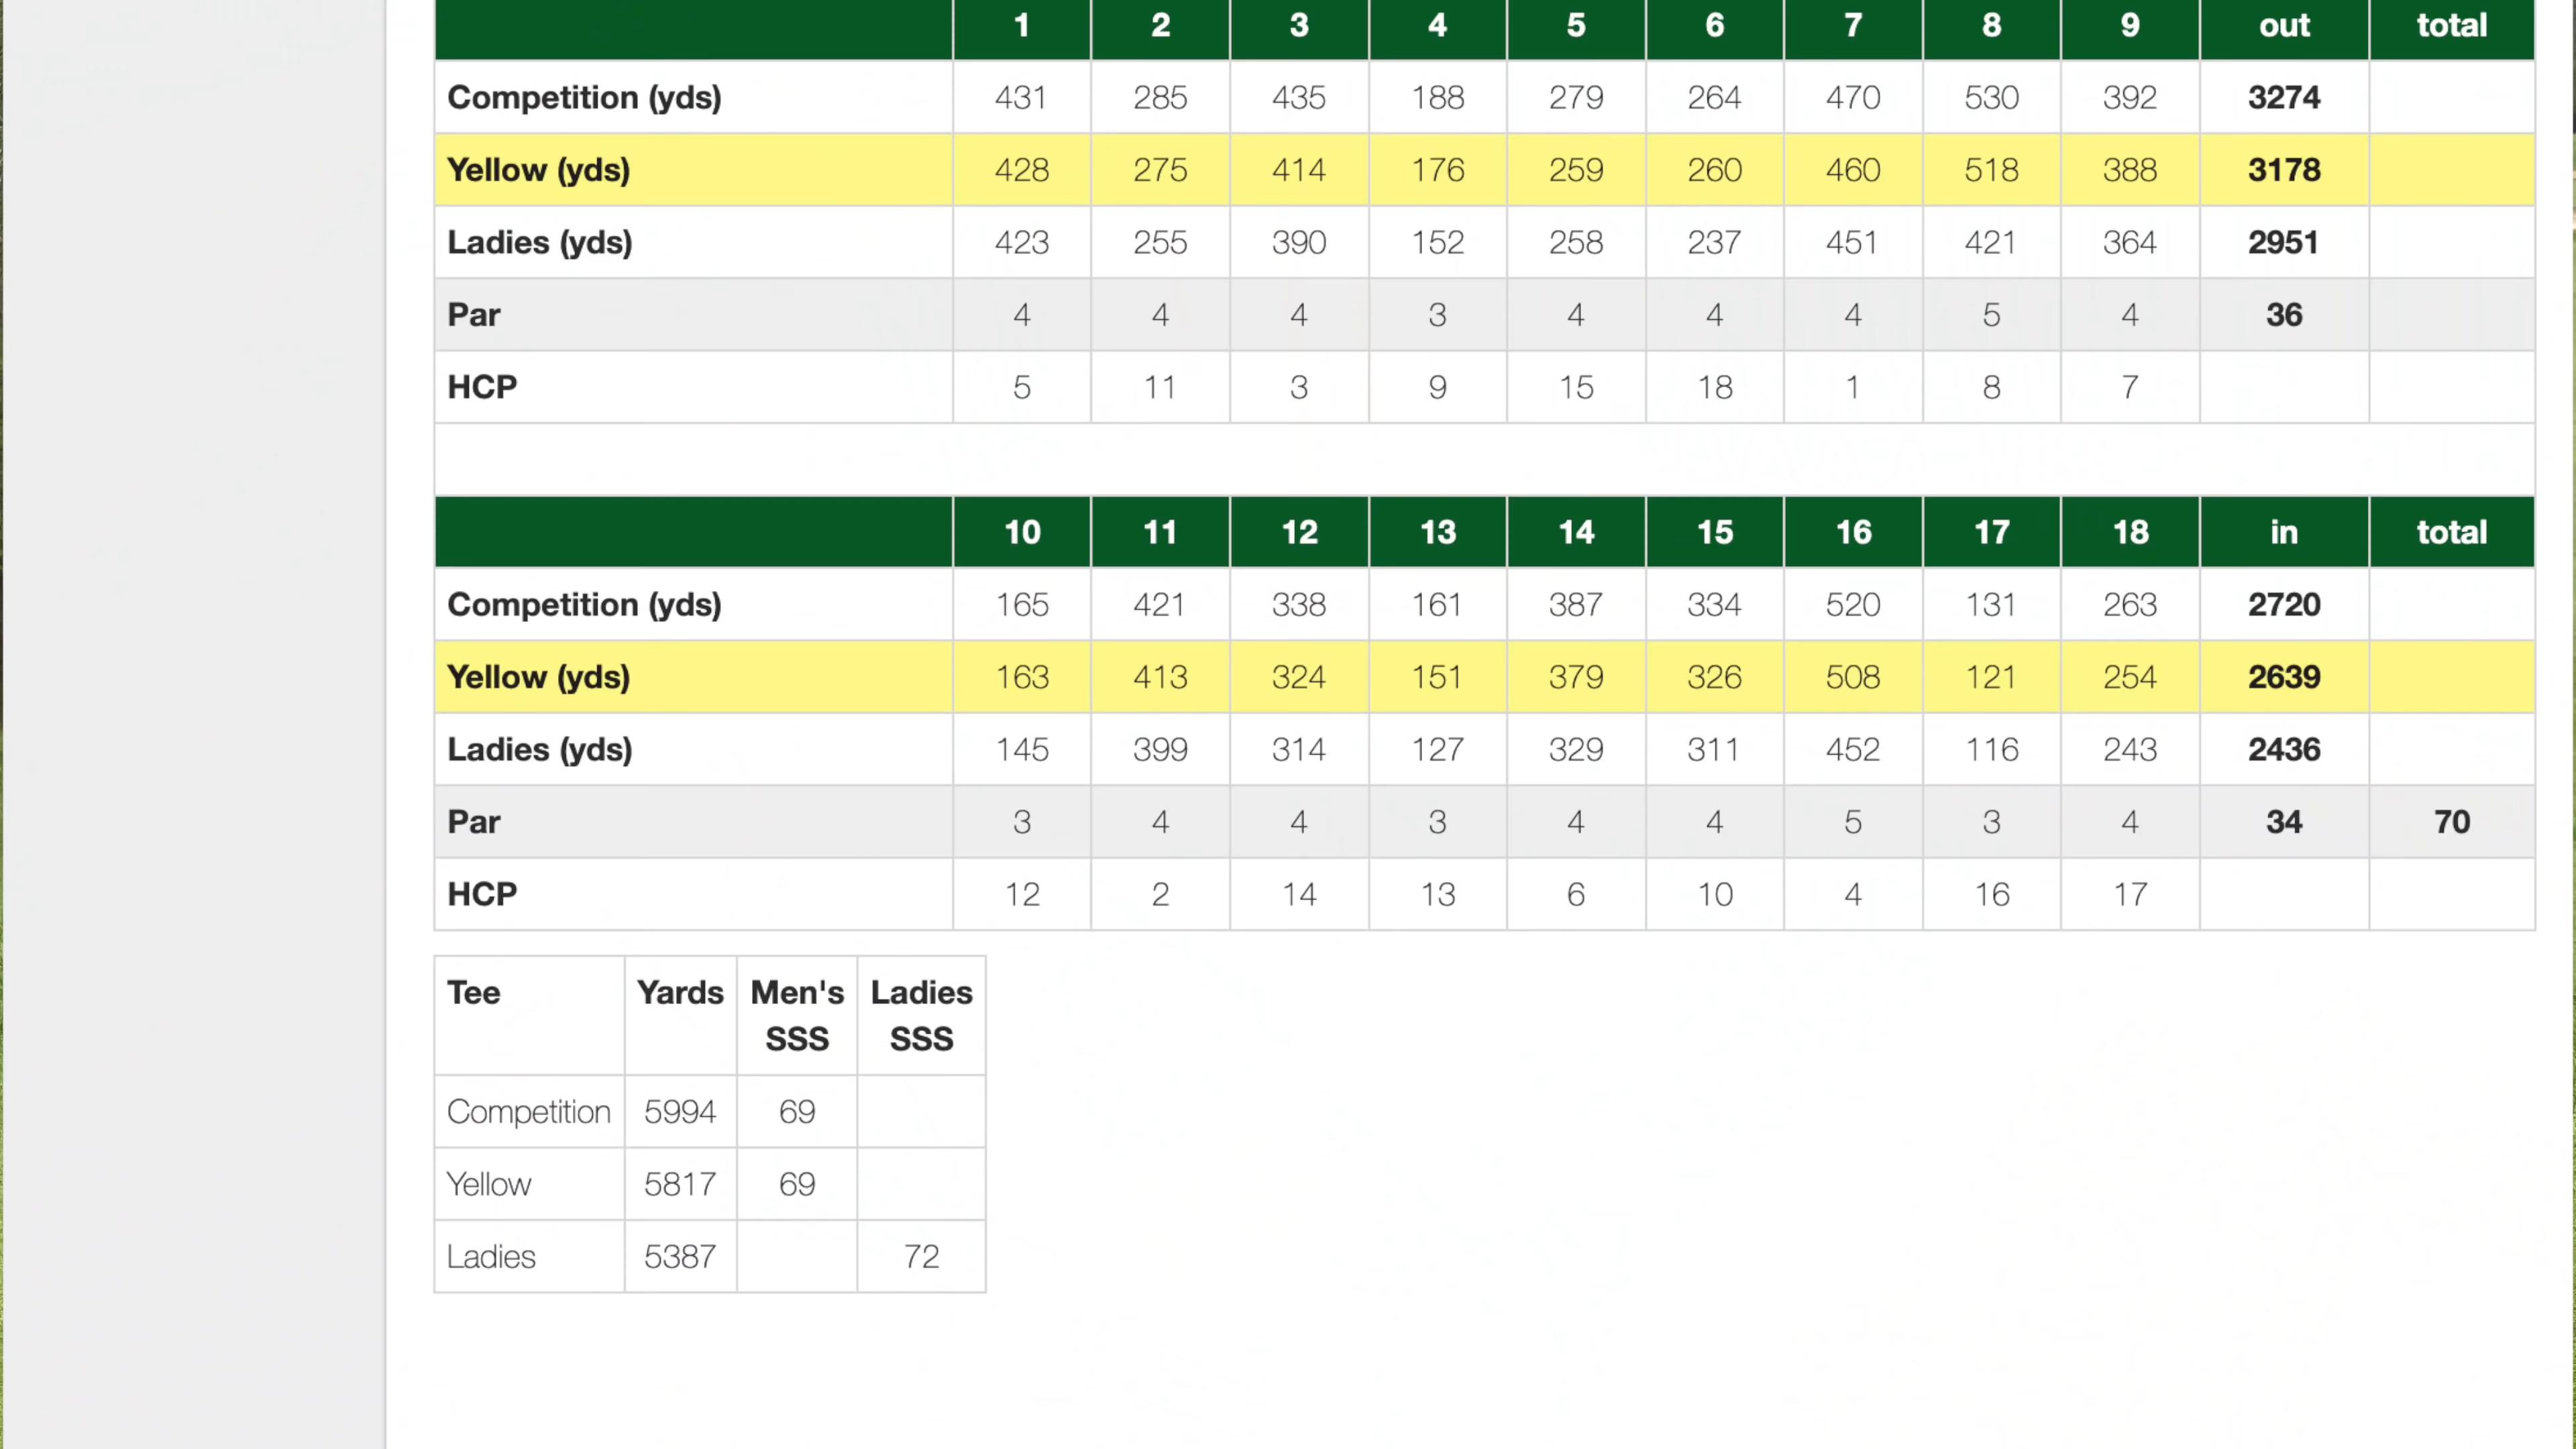 1 2 3 4 5 6 7 8 9 out total
Competition (yds) 431 285 435 188 279 264 470 530 392 3274
Yellow (yds) 428 275 414 176 259 260 460 518 388 3178
Ladies (yds) 423 255 390 152 258 237 451 421 364 2951
Par 4 4 4 3 4 4 4 5 4 36
HCP 5 11 3 9 15 18 1 8 7
10 11 12 13 14 15 16 17 18 in total
Competition (yds) 165 421 338 161 387 334 520 131 263 2720
Yellow (yds) 163 413 324 151 379 326 508 121 254 2639
Ladies (yds) 145 399 314 127 329 311 452 116 243 2436
Par 3 4 4 3 4 4 5 3 4 34 70
HCP 12 2 14 13 6 10 4 16 17
Tee Yards Men's Ladies
SSS SSS
Competition 5994 69
Yellow 5817 69
Ladies 5387 72